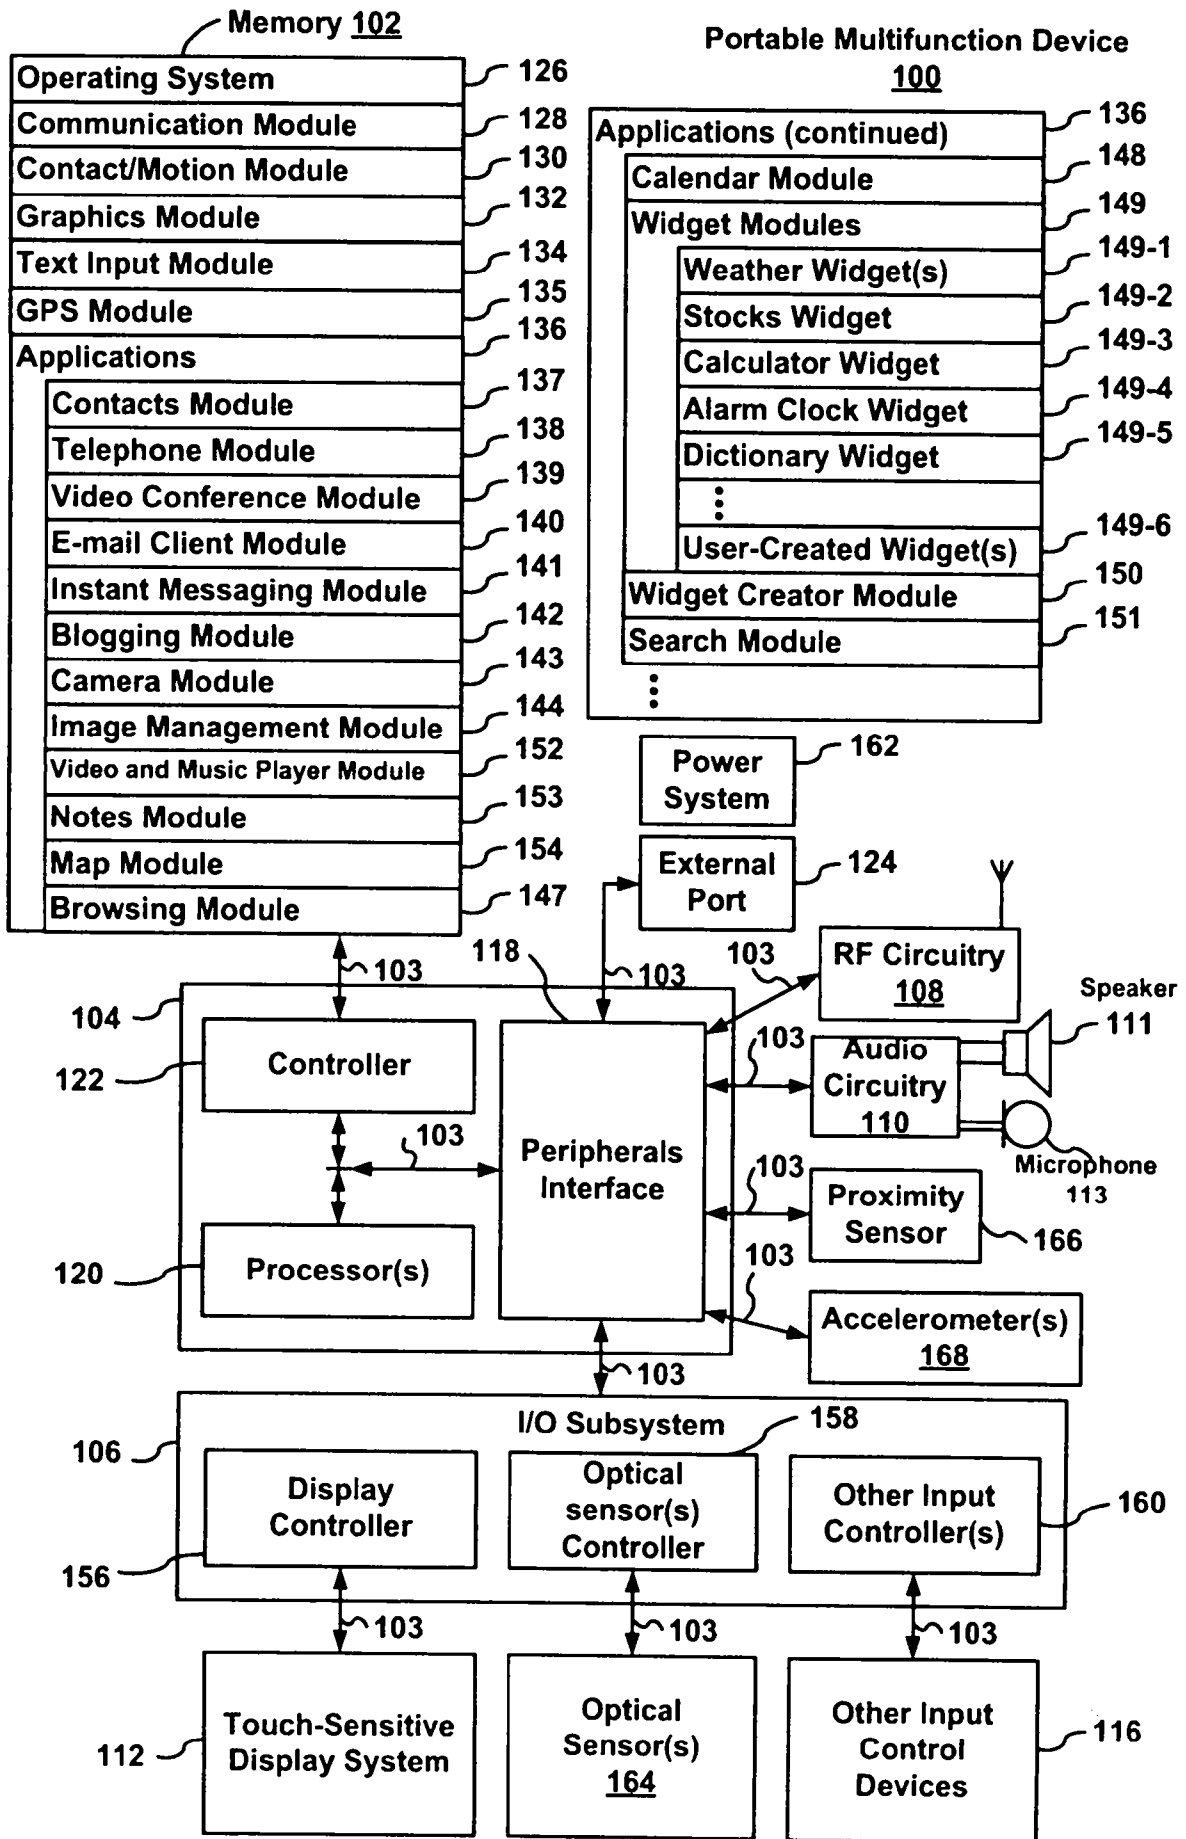 Memory 102
Operating System 126
Communication Module 128
Contact/Motion Module 130
Graphics Module 132
Text Input Module 134
GPS Module 135
Applications 136
Contacts Module 137
Telephone Module 138
Video Conference Module 139
E-mail Client Module 140
Instant Messaging Module 141
Blogging Module 142
Camera Module 143
Image Management Module 144
Video and Music Player Module 152
Notes Module 153
Map Module 154
Browsing Module 147
Portable Multifunction Device
100
Applications (continued) 136
Calendar Module 148
Widget Modules 149
Weather Widget(s) 149-1
Stocks Widget 149-2
Calculator Widget 149-3
Alarm Clock Widget 149-4
Dictionary Widget 149-5
User-Created Widget(s) 149-6
Widget Creator Module 150
Search Module 151
Power
System
162
External
Port
124
103
118
103
103
RF Circuitry
108
Speaker
111
104
Controller
122
103
Audio
Circuitry
110
103
Peripherals
Interface
Microphone
113
103
Proximity
Sensor
166
Processor(s)
120
103
Accelerometer(s)
168
103
I/O Subsystem
106
158
Display
Controller
156
Optical
sensor(s)
Controller
Other Input
Controller(s)
160
103
103
103
Touch-Sensitive
Display System
112
Optical
Sensor(s)
164
Other Input
Control
Devices
116